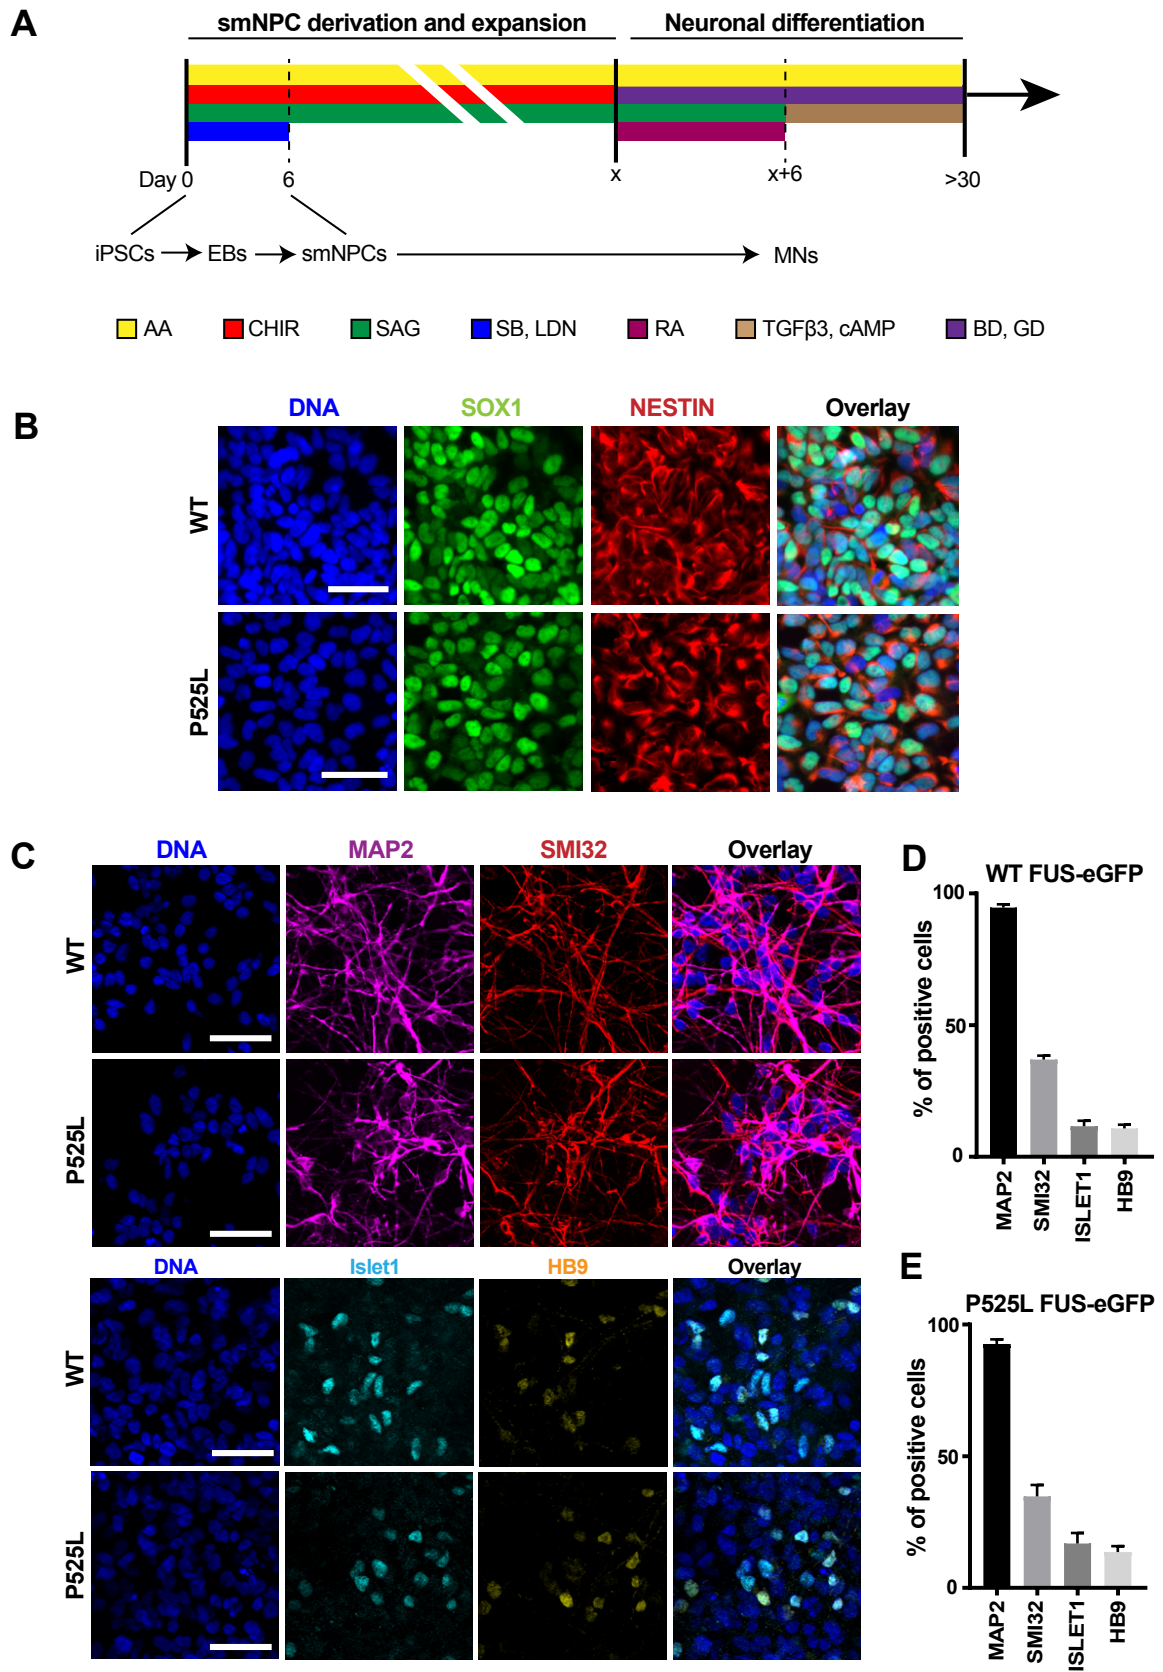 A
smNPC derivation and expansion
Neuronal differentiation
Day 0
6
x
x+6
>30
iPSCs
EBs
smNPCs
MNs
AA
CHIR
SAG
SB, LDN
RA
TGFβ3, cAMP
BD, GD
B
DNA
SOX1
NESTIN
Overlay
WT
P525L
C
DNA
MAP2
SMI32
Overlay
WT
P525L
DNA
Islet1
HB9
Overlay
WT
P525L
D
WT FUS-eGFP
% of positive cells
100
50
0
MAP2
SMI32
ISLET1
HB9
E
P525L FUS-eGFP
% of positive cells
100
50
0
MAP2
SMI32
ISLET1
HB9